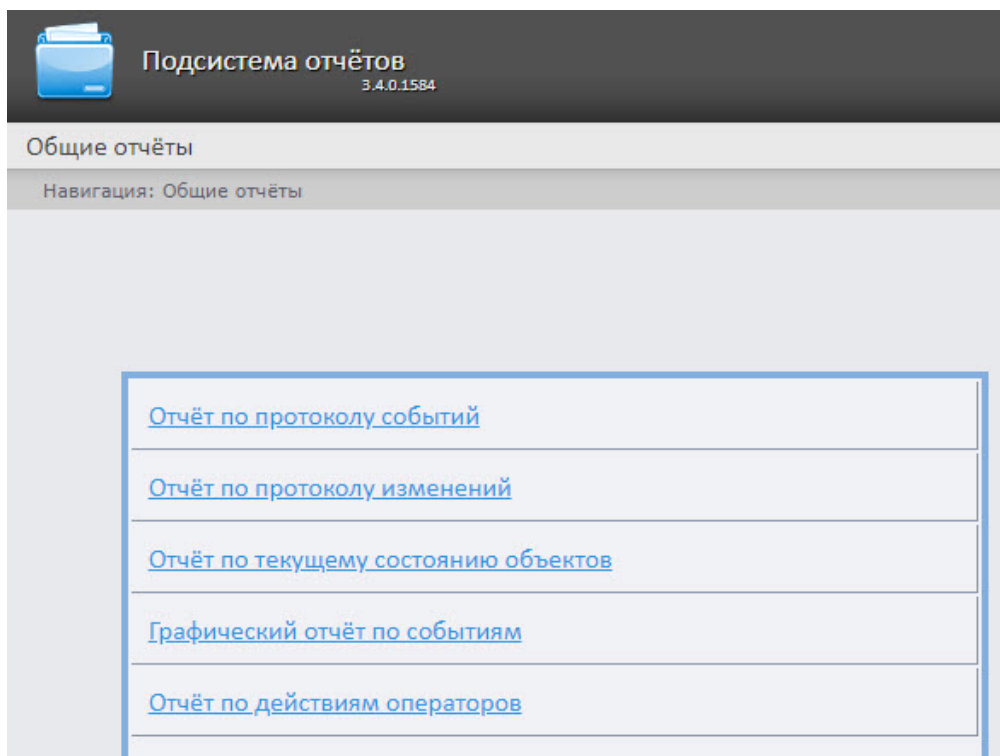 Подсистема отчётов
3.4.0.1584
Общие отчёты
Навигация: Общие отчёты
Отчёт по протоколу событий
Отчёт по протоколу изменений
Отчёт по текущему состоянию объектов
Графический отчёт по событиям
Отчёт по действиям операторов